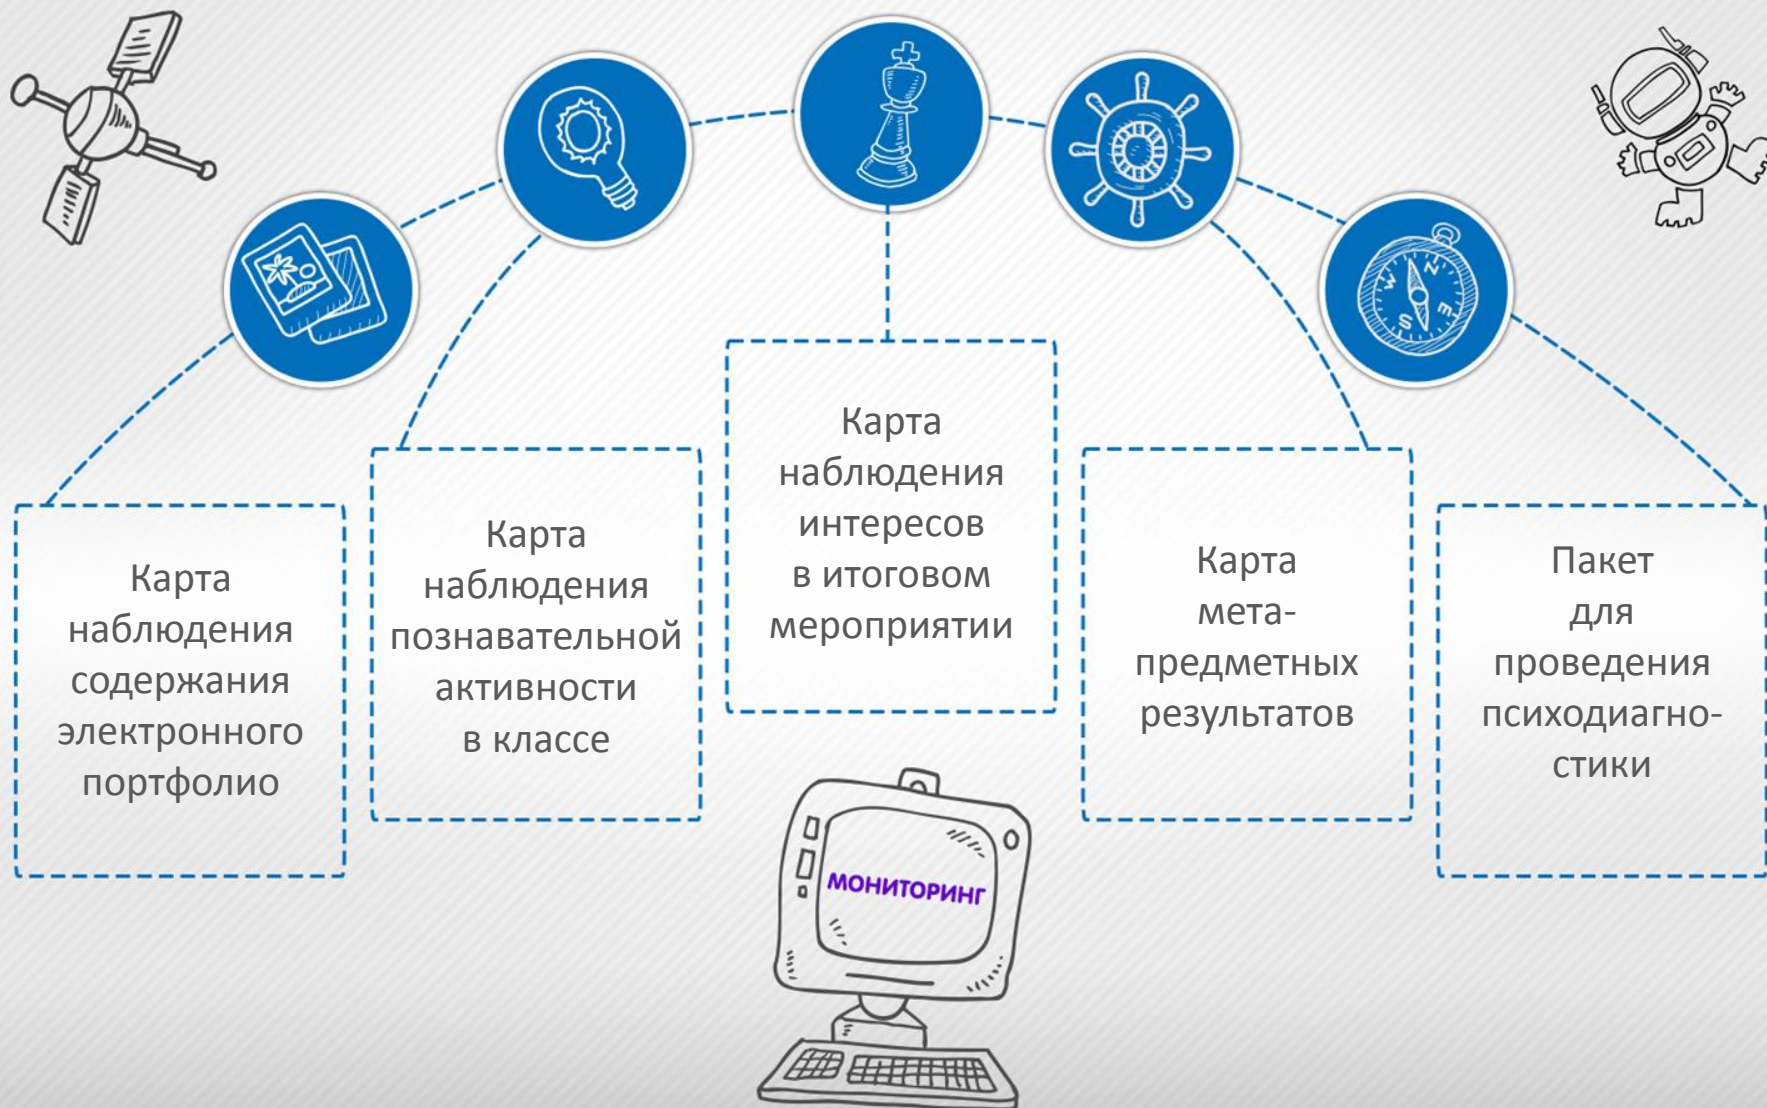 Карта
наблюдения
содержания
электронного
портфолио
Карта
наблюдения
познавательной
активности
в классе
Карта
наблюдения
интересов
в итоговом
мероприятии
Карта
мета-
предметных
результатов
Пакет
для
проведения
психодиагно-
стики
N
W
E
S
МОНИТОРИНГ